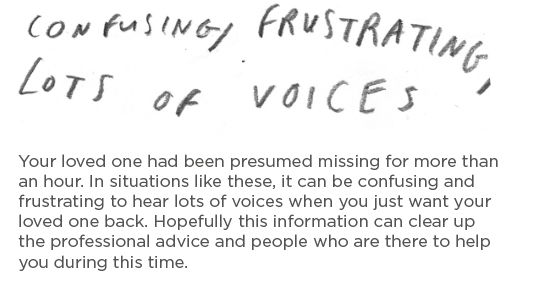 CONFUSING, FRUSTRATING,
LOTS OF VOICES
Your loved one had been presumed missing for more than
an hour. In situations like these, it can be confusing and
frustrating to hear lots of voices when you just want your
loved one back. Hopefully this information can clear up
the professional advice and people who are there to help
you during this time.